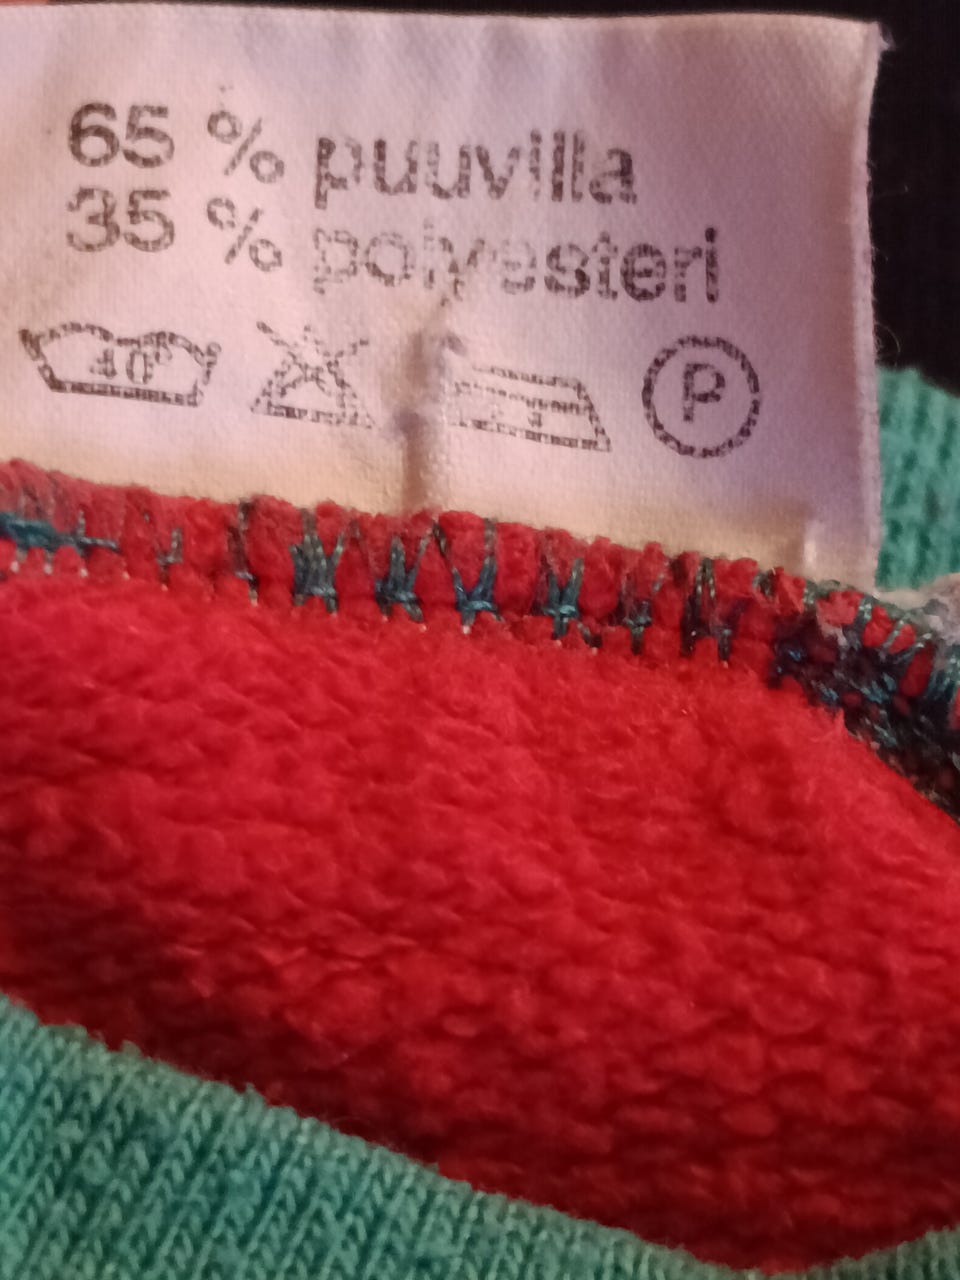 65 % puuvilla
35 % polyesteri
40° P